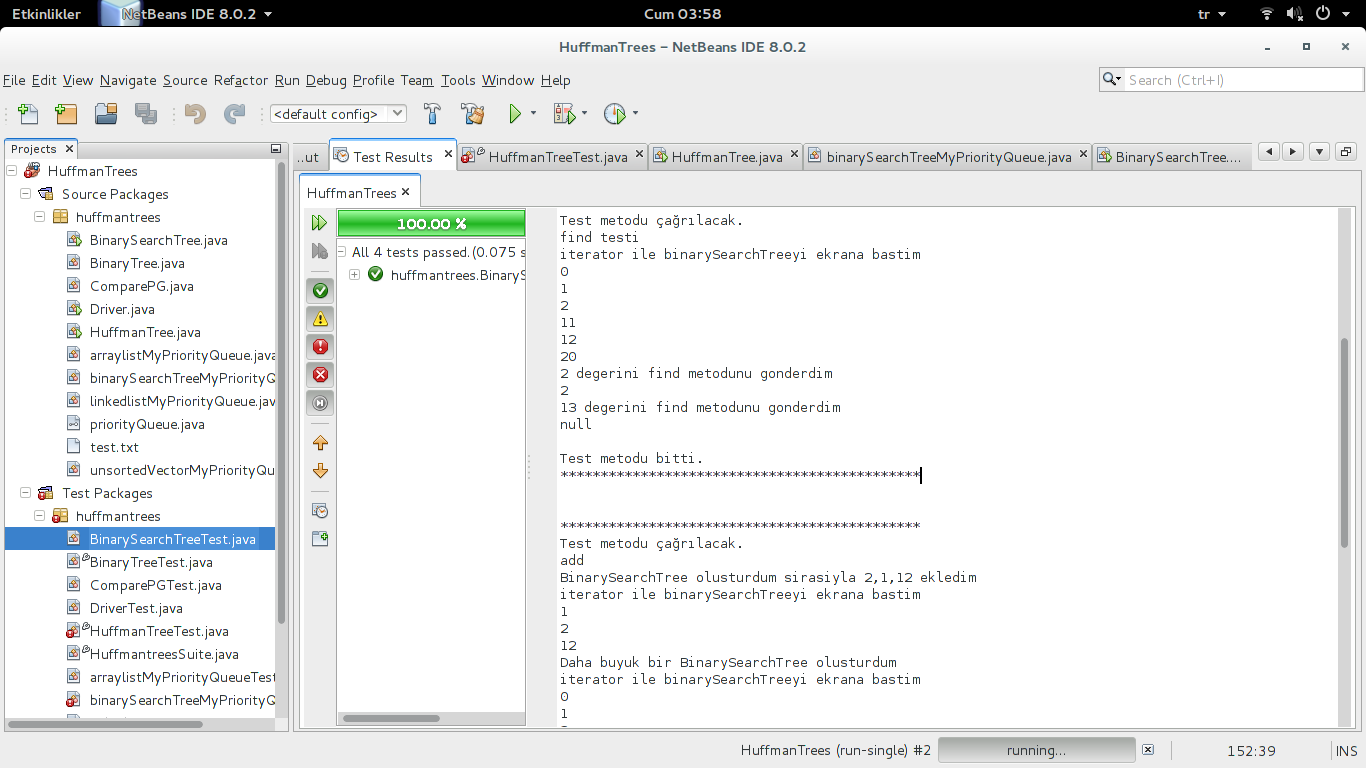 Etkinlikler NetBeans IDE 8.0.2 Cum 03:58 tr
HuffmanTrees – NetBeans IDE 8.0.2
File Edit View Navigate Source Refactor Run Debug Profile Team Tools Window Help
Search (Ctrl+I)
<default config>
Projects
HuffmanTrees
Source Packages
huffmantrees
BinarySearchTree.java
BinaryTree.java
ComparePG.java
Driver.java
HuffmanTree.java
arraylistMyPriorityQueue.java
binarySearchTreeMyPriorityQ
linkedlistMyPriorityQueue.jav
priorityQueue.java
test.txt
unsortedVectorMyPriorityQu
Test Packages
huffmantrees
BinarySearchTreeTest.java
BinaryTreeTest.java
ComparePGTest.java
DriverTest.java
HuffmanTreeTest.java
HuffmantreesSuite.java
arraylistMyPriorityQueueTest
binarySearchTreeMyPriorityQ
...ut Test Results HuffmanTreeTest.java HuffmanTree.java binarySearchTreeMyPriorityQueue.java BinarySearchTree....
HuffmanTrees
100.00 %
All 4 tests passed.(0.075 s
huffmantrees.BinaryS
Test metodu çağrılacak.
find testi
iterator ile binarySearchTreeyi ekrana bastim
0
1
2
11
12
20
2 degerini find metodunu gonderdim
2
13 degerini find metodunu gonderdim
null
Test metodu bitti.
*********************************************
*********************************************
Test metodu çağrılacak.
add
BinarySearchTree olusturdum sirasiyla 2,1,12 ekledim
iterator ile binarySearchTreeyi ekrana bastim
1
2
12
Daha buyuk bir BinarySearchTree olusturdum
iterator ile binarySearchTreeyi ekrana bastim
0
1
HuffmanTrees (run-single) #2 running... 152:39 INS